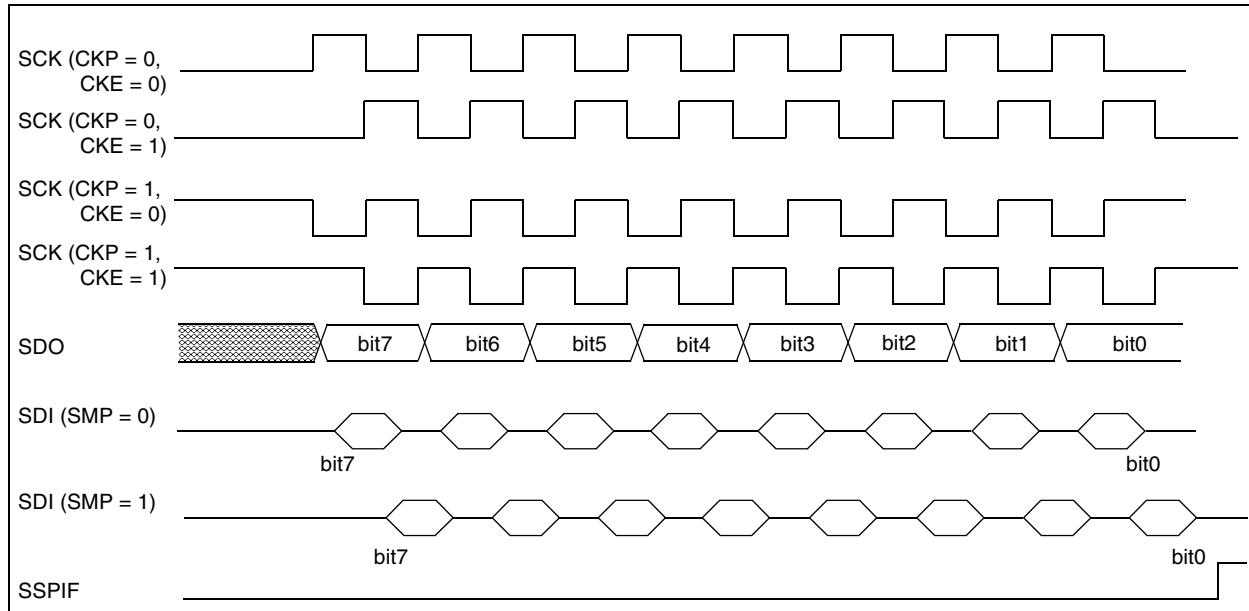 SCK (CKP = 0,
CKE = 0)
SCK (CKP = 0,
CKE = 1)
SCK (CKP = 1,
CKE = 0)
SCK (CKP = 1,
CKE = 1)
SDO bit7 bit6 bit5 bit4 bit3 bit2 bit1 bit0
SDI (SMP = 0)
bit7 bit0
SDI (SMP = 1)
bit7 bit0
SSPIF